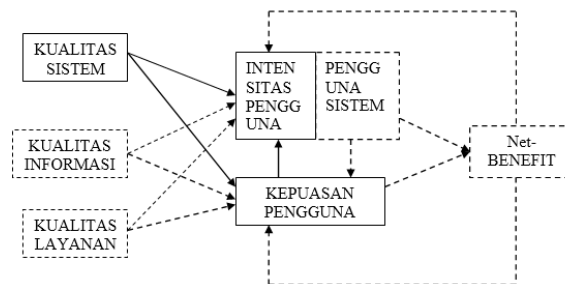 KUALITAS
SISTEM
INTEN
SITAS
PENGG
UNA
PENGG
UNA
SISTEM
KUALITAS
INFORMASI
Net-
BENEFIT
KEPUASAN
PENGGUNA
KUALITAS
LAYANAN